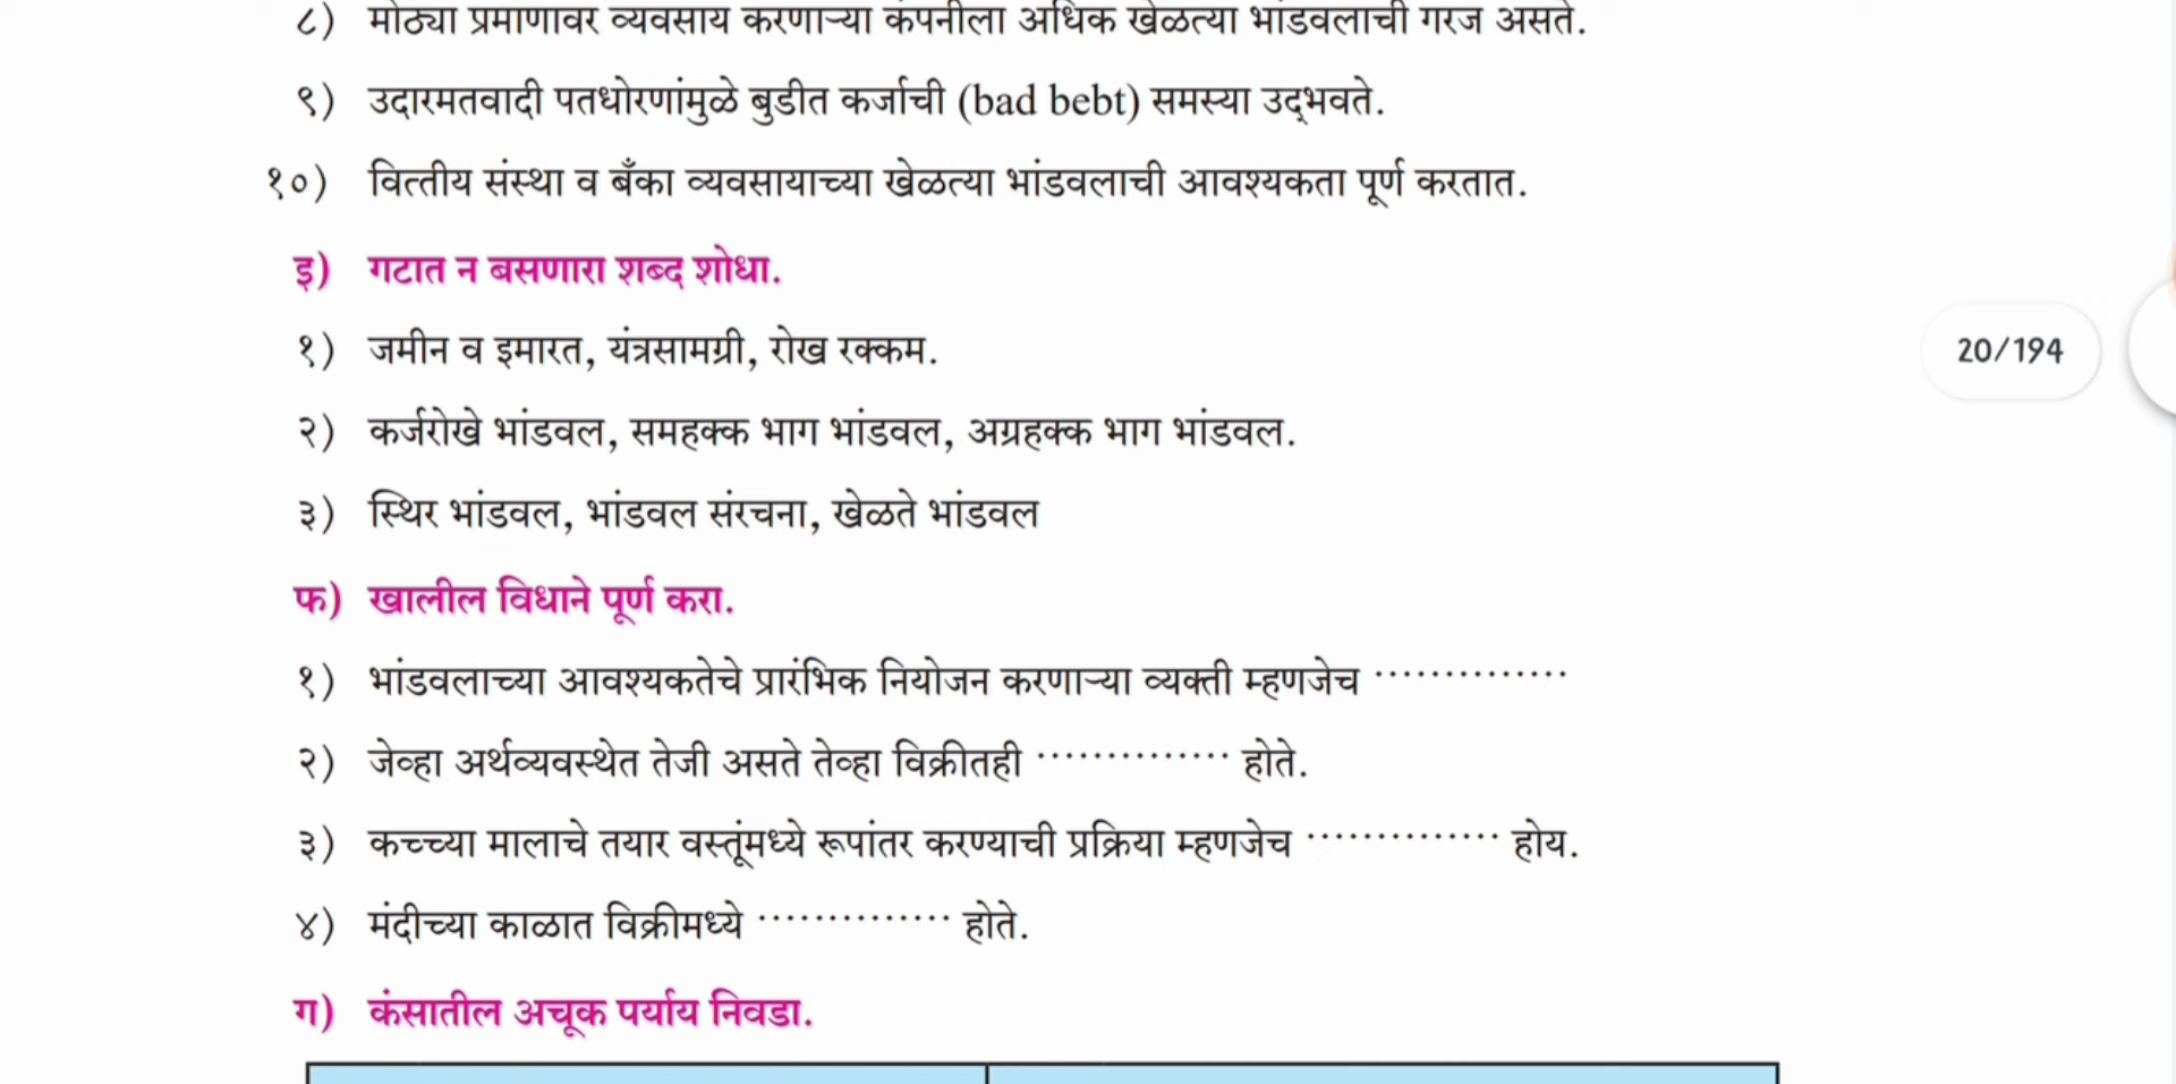 ८) मोठ्या प्रमाणावर व्यवसाय करणाऱ्या कंपनीला अधिक खेळत्या भांडवलाची गरज असते.
९) उदारमतवादी पतधोरणांमुळे बुडीत कर्जाची (bad bebt) समस्या उद्‌भवते.
१०) वित्तीय संस्था व बँका व्यवसायाच्या खेळत्या भांडवलाची आवश्यकता पूर्ण करतात.
इ) गटात न बसणारा शब्द शोधा.
१) जमीन व इमारत, यंत्रसामग्री, रोख रक्कम.
20/194
२) कर्जरोखे भांडवल, समहक्क भाग भांडवल, अग्रहक्क भाग भांडवल.
३) स्थिर भांडवल, भांडवल संरचना, खेळते भांडवल
फ) खालील विधाने पूर्ण करा.
१) भांडवलाच्या आवश्यकतेचे प्रारंभिक नियोजन करणाऱ्या व्यक्ती म्हणजेच ··············
२) जेव्हा अर्थव्यवस्थेत तेजी असते तेव्हा विक्रीतही ·············· होते.
३) कच्च्या मालाचे तयार वस्तूंमध्ये रूपांतर करण्याची प्रक्रिया म्हणजेच ·············· होय.
४) मंदीच्या काळात विक्रीमध्ये ·············· होते.
ग) कंसातील अचूक पर्याय निवडा.